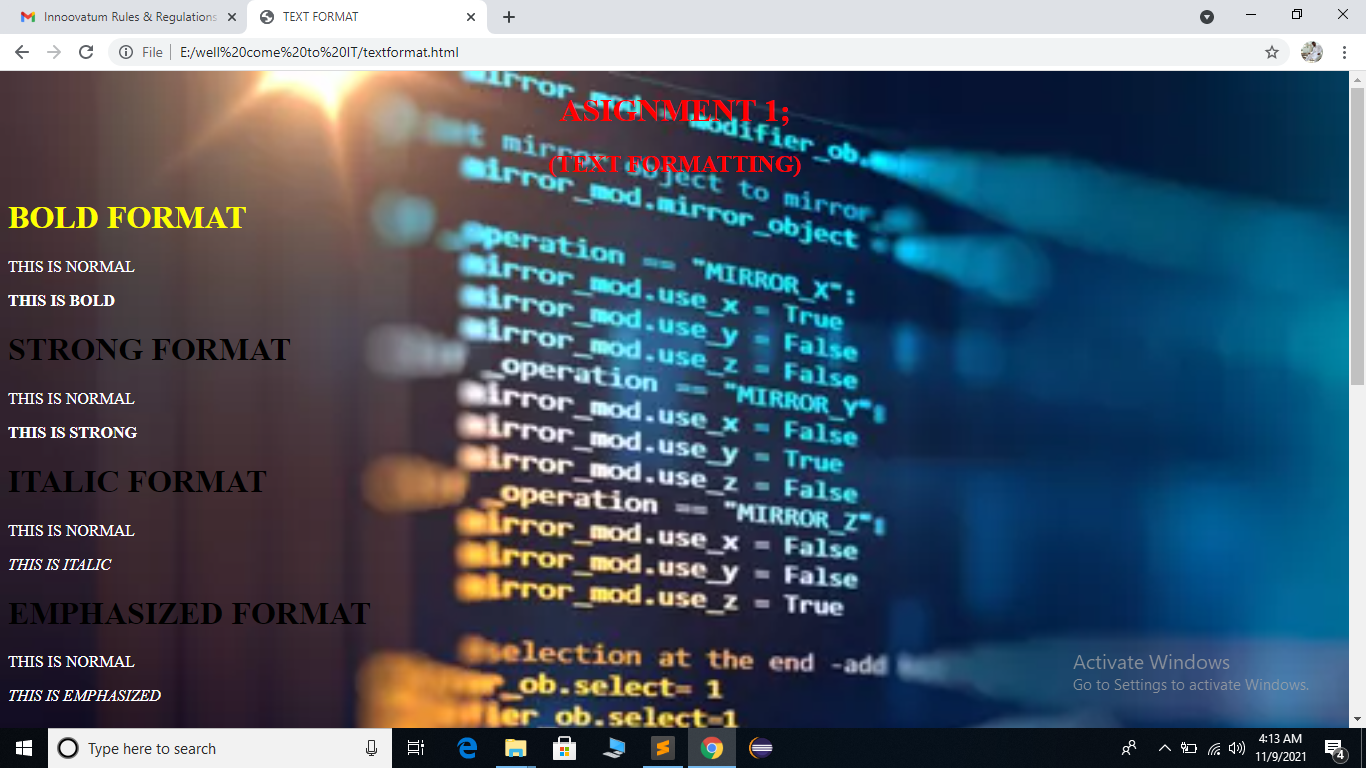 Innoovatum Rules & Regulations
TEXT FORMAT
File
E:/well%20come%20to%20IT/textformat.html
ASIGNMENT 1;
(TEXT FORMATTING)
BOLD FORMAT
THIS IS NORMAL
THIS IS BOLD
STRONG FORMAT
THIS IS NORMAL
THIS IS STRONG
ITALIC FORMAT
THIS IS NORMAL
THIS IS ITALIC
EMPHASIZED FORMAT
THIS IS NORMAL
THIS IS EMPHASIZED
mirror_mod. modifier_ob.
mirror object to mirror
mirror_mod.mirror_object
_operation == "MIRROR_X":
mirror_mod.use_x = True
mirror_mod.use_y = False
mirror_mod.use_z = False
_operation == "MIRROR_Y":
mirror_mod.use_x = False
mirror_mod.use_y = True
mirror_mod.use_z = False
_operation == "MIRROR_Z":
mirror_mod.use_x = False
mirror_mod.use_y = False
mirror_mod.use_z = True
selection at the end -add
_ob.select= 1
ob.select=1
Activate Windows
Go to Settings to activate Windows.
Type here to search
4:13 AM
11/9/2021
4